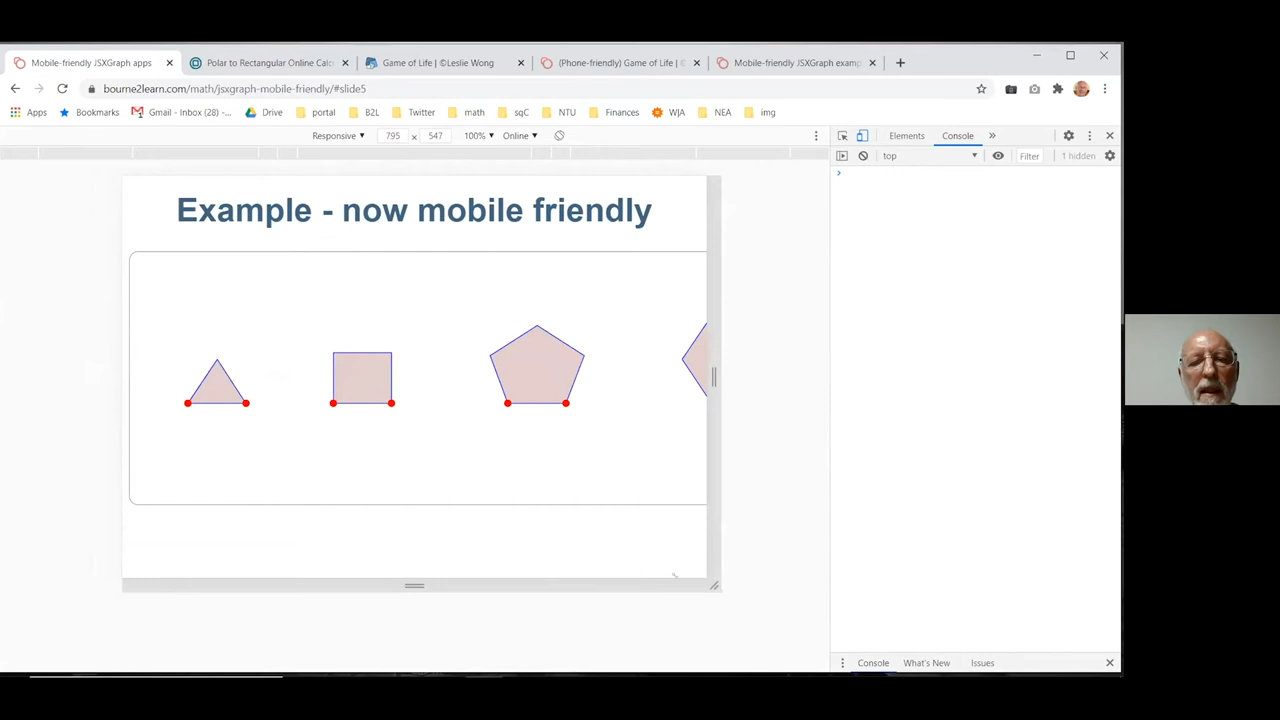 Mobile-friendly JSXGraph apps
Polar to Rectangular Online Calc
Game of Life | ©Leslie Wong
(Phone-friendly) Game of Life | ©
Mobile-friendly JSXGraph examp
bourne2learn.com/math/jsxgraph-mobile-friendly/#slide5
Apps Bookmarks Gmail - Inbox (28) -... Drive portal B2L Twitter math sqC NTU Finances WIA NEA img
Responsive 795 × 547 100% Online
Elements Console »
top Filter 1 hidden
Example - now mobile friendly
Console What's New Issues